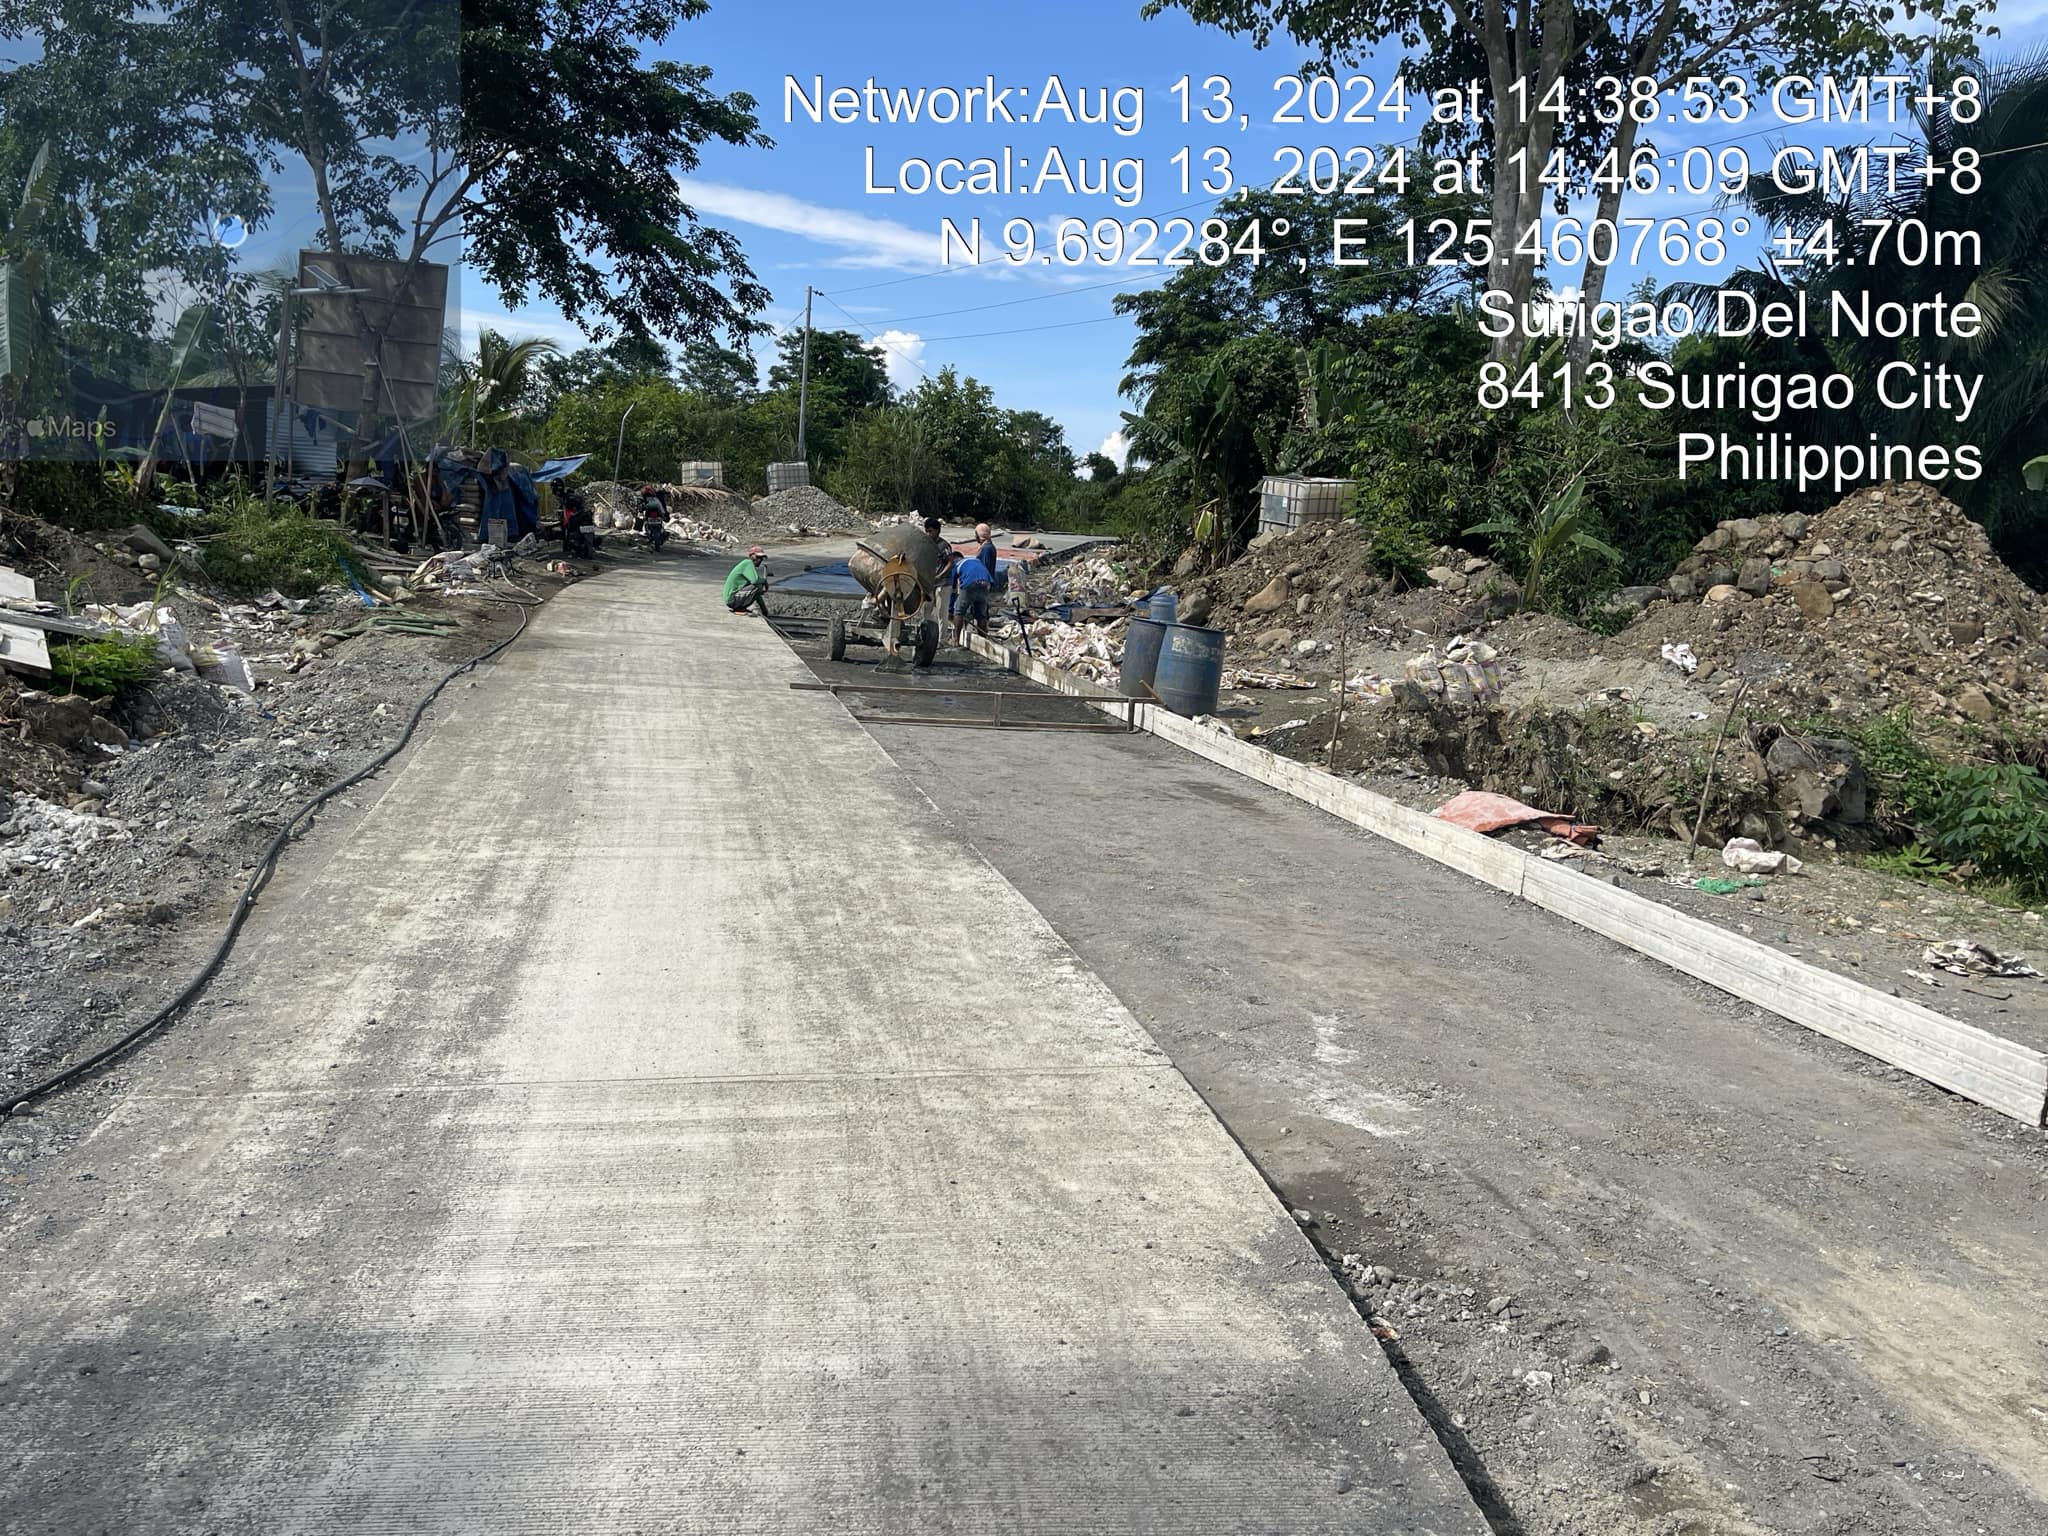 Network:Aug 13, 2024 at 14:38:53 GMT+8
Local:Aug 13, 2024 at 14:46:09 GMT+8
N 9.692284°, E 125.460768° ±4.70m
Surigao Del Norte
8413 Surigao City
Philippines
Maps